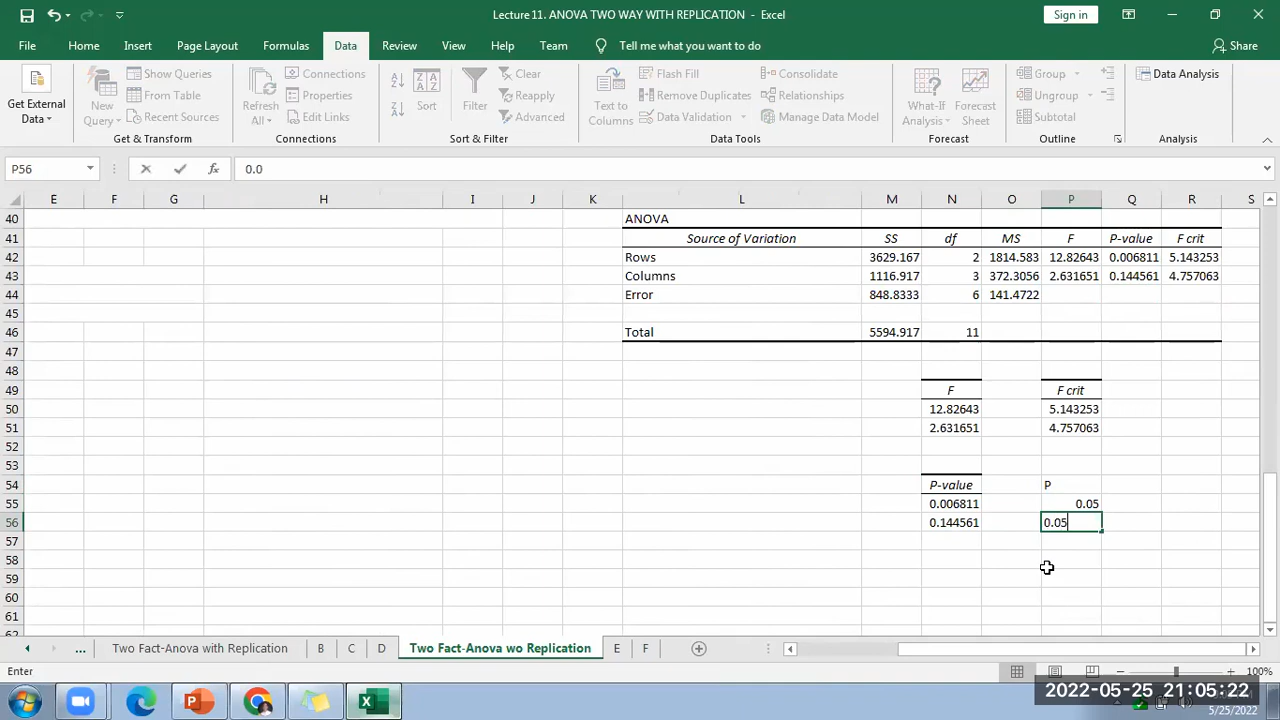 Lecture 11. ANOVA TWO WAY WITH REPLICATION - Excel
Sign in
File Home Insert Page Layout Formulas Data Review View Help Team Tell me what you want to do Share
Get External Data
New Query
Show Queries
From Table
Recent Sources
Get & Transform
Refresh All
Connections
Properties
Edit Links
Connections
Sort
Filter
Clear
Reapply
Advanced
Sort & Filter
Text to Columns
Flash Fill
Remove Duplicates
Data Validation
Consolidate
Relationships
Manage Data Model
Data Tools
What-If Analysis
Forecast Sheet
Forecast
Group
Ungroup
Subtotal
Outline
Data Analysis
Analysis
P56 fx 0.0
E F G H I J K L M N O P Q R S
40 ANOVA
41 Source of Variation SS df MS F P-value F crit
42 Rows 3629.167 2 1814.583 12.82643 0.006811 5.143253
43 Columns 1116.917 3 372.3056 2.631651 0.144561 4.757063
44 Error 848.8333 6 141.4722
45
46 Total 5594.917 11
47
48
49 F F crit
50 12.82643 5.143253
51 2.631651 4.757063
52
53
54 P-value P
55 0.006811 0.05
56 0.144561 0.05
57
58
59
60
61
62
... Two Fact-Anova with Replication B C D Two Fact-Anova wo Replication E F
Enter 100%
2022-05-25 21:05:22
5/25/2022